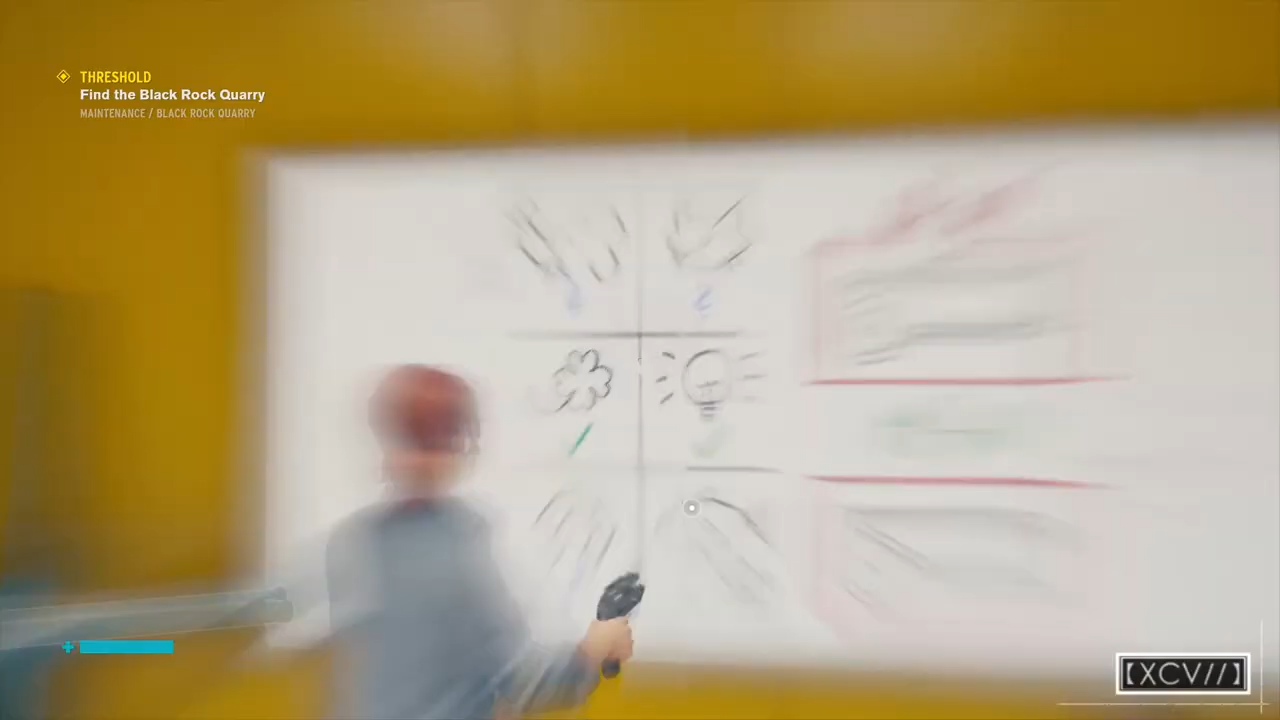 THRESHOLD
Find the Black Rock Quarry
MAINTENANCE / BLACK ROCK QUARRY
[XCV//]